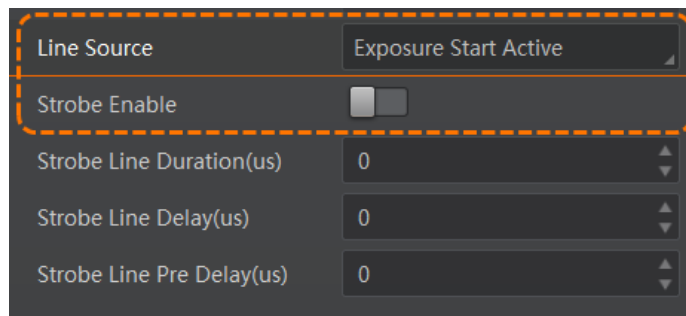 Line Source Exposure Start Active
Strobe Enable
Strobe Line Duration(us) 0
Strobe Line Delay(us) 0
Strobe Line Pre Delay(us) 0